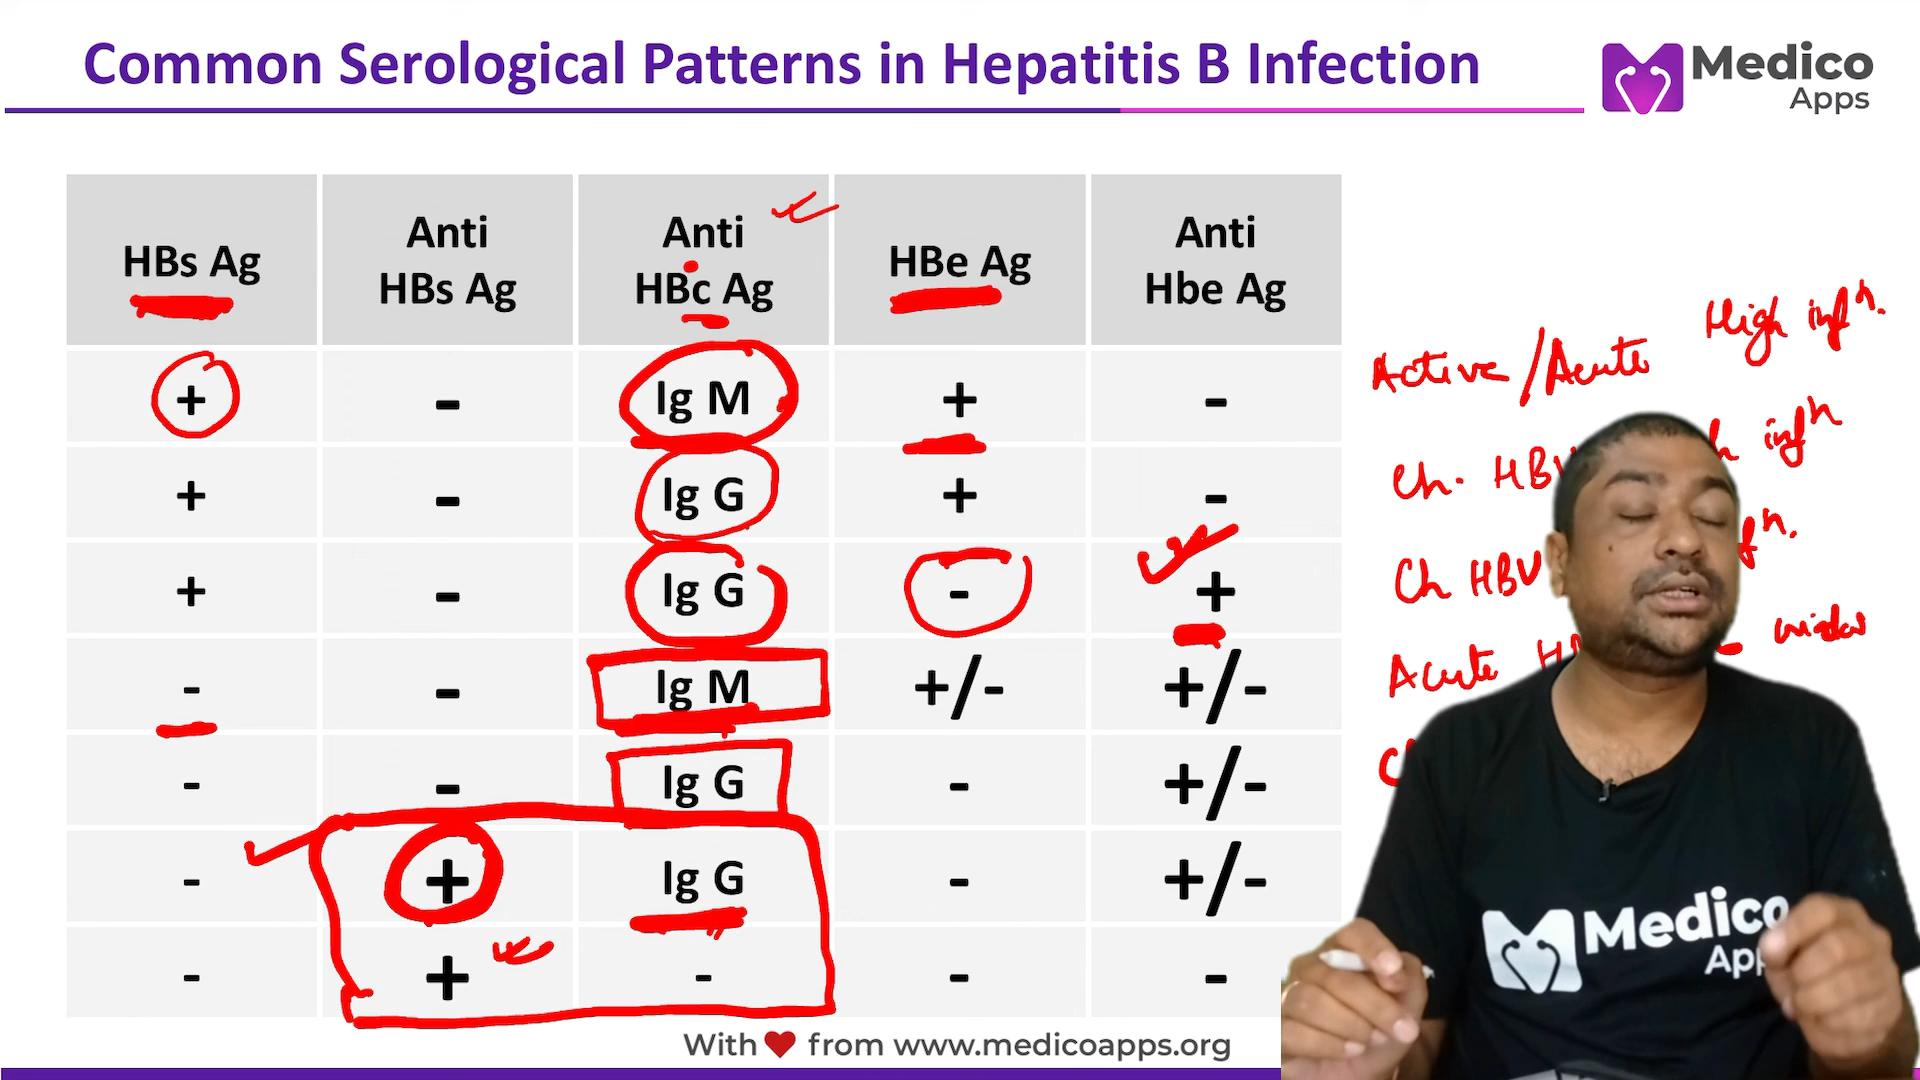 Common Serological Patterns in Hepatitis B Infection
Medico
Apps
HBs Ag
Anti
HBs Ag
Anti
HBc Ag
HBe Ag
Anti
Hbe Ag
+ - Ig M + -
+ - Ig G + -
+ - Ig G - +
- - Ig M +/- +/-
- - Ig G - +/-
- + Ig G - +/-
- + - - -
Active/Acute High infⁿ.
Ch. HBV infⁿ
Ch HBV
Acute
Medico
With ❤ from www.medicoapps.org